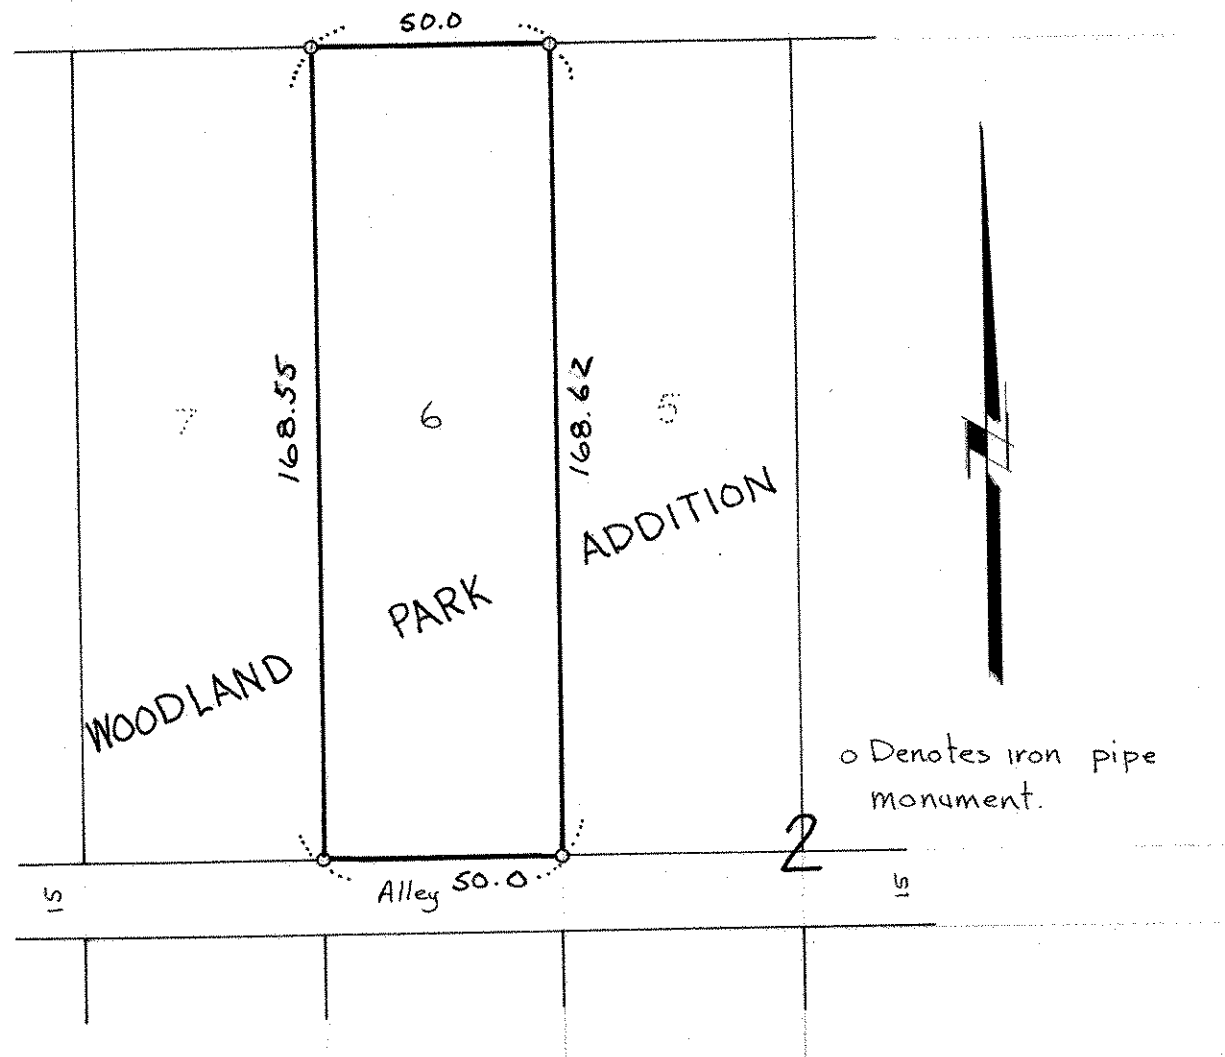 50.0
7
168.55
6
168.62
5
WOODLAND PARK ADDITION
o Denotes iron pipe
monument.
2
15
Alley 50.0
15